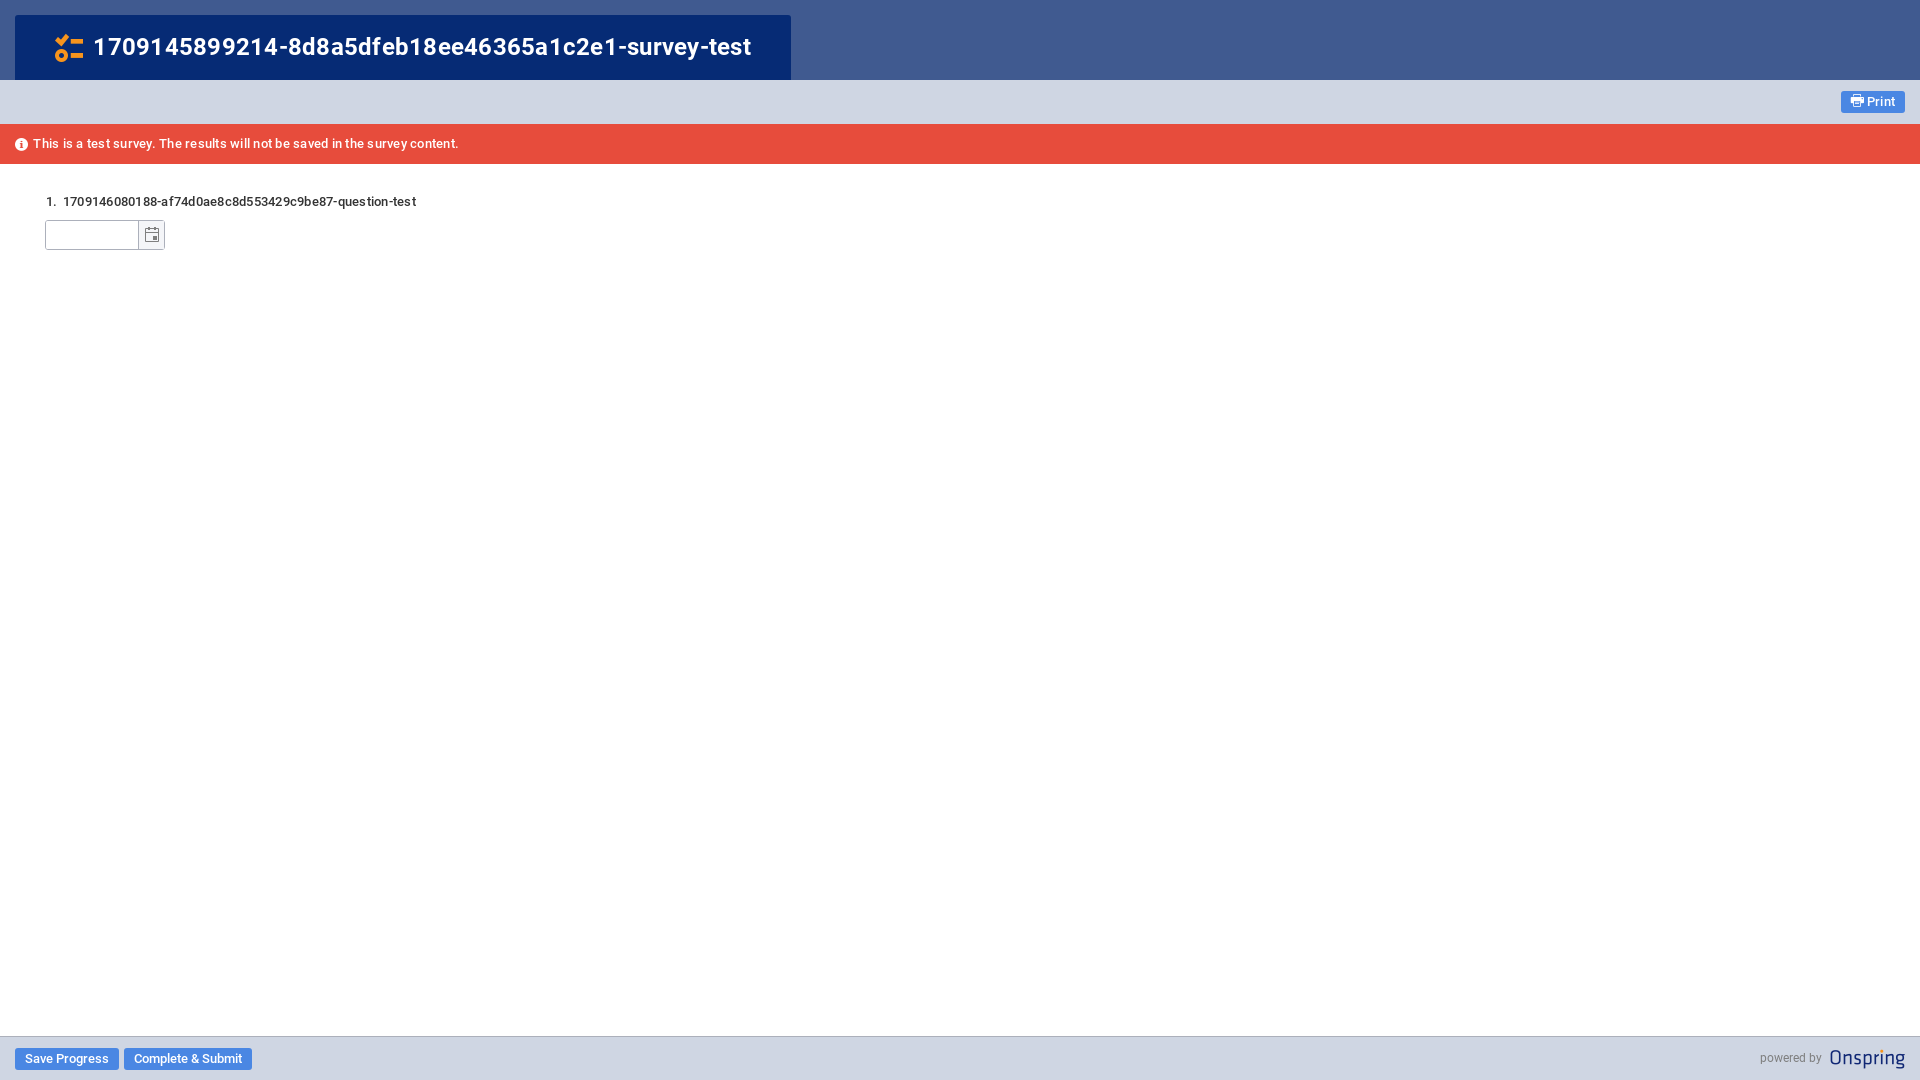 1709145899214-8d8a5dfeb18ee46365a1c2e1-survey-test
Print
This is a test survey. The results will not be saved in the survey content.
1. 1709146080188-af74d0ae8c8d553429c9be87-question-test
Save Progress Complete & Submit powered by Onspring